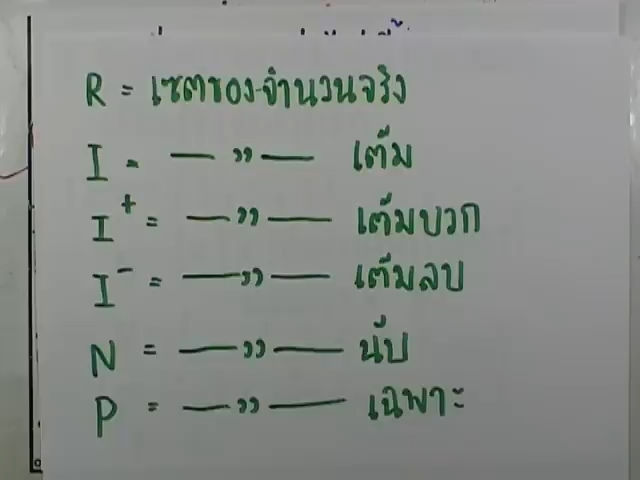 R = เซตของจำนวนจริง
I = — " — เต็ม
I⁺ = — " — เต็มบวก
I⁻ = — " — เต็มลบ
N = — " — นับ
P = — " — เฉพาะ